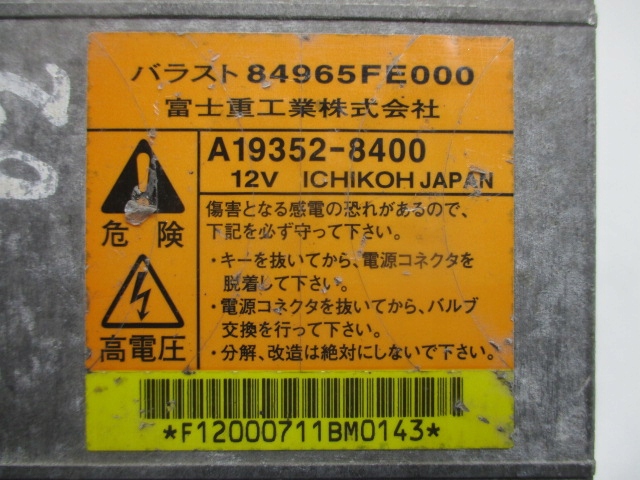 バラスト 84965FE000
富士重工業株式会社
A19352-8400
12V ICHIKOH JAPAN
危 険
高電圧
傷害となる感電の恐れがあるので、
下記を必ず守って下さい。
・キーを抜いてから、電源コネクタを
脱着して下さい。
・電源コネクタを抜いてから、バルブ
交換を行って下さい。
・分解、改造は絶対にしないで下さい。
*F12000711BM0143*